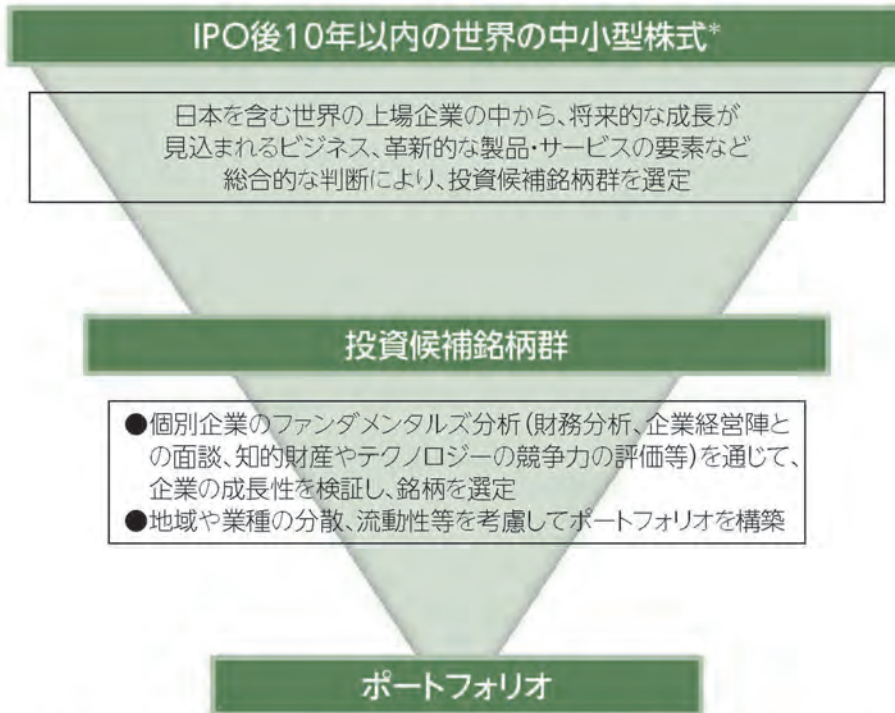 IPO後10年以内の世界の中小型株式*
日本を含む世界の上場企業の中から、将来的な成長が
見込まれるビジネス、革新的な製品・サービスの要素など
総合的な判断により、投資候補銘柄群を選定
投資候補銘柄群
●個別企業のファンダメンタルズ分析(財務分析、企業経営陣と
の面談、知的財産やテクノロジーの競争力の評価等)を通じて、
企業の成長性を検証し、銘柄を選定
●地域や業種の分散、流動性等を考慮してポートフォリオを構築
ポートフォリオ